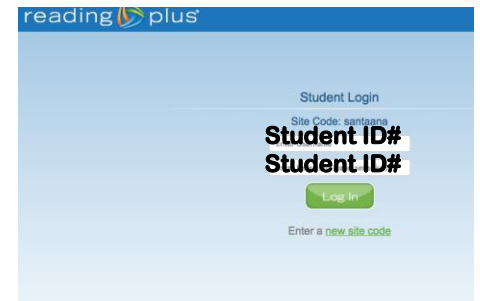 reading plus
Student Login
Site Code: santaana
Student ID#
Student ID#
Log In
Enter a new site code